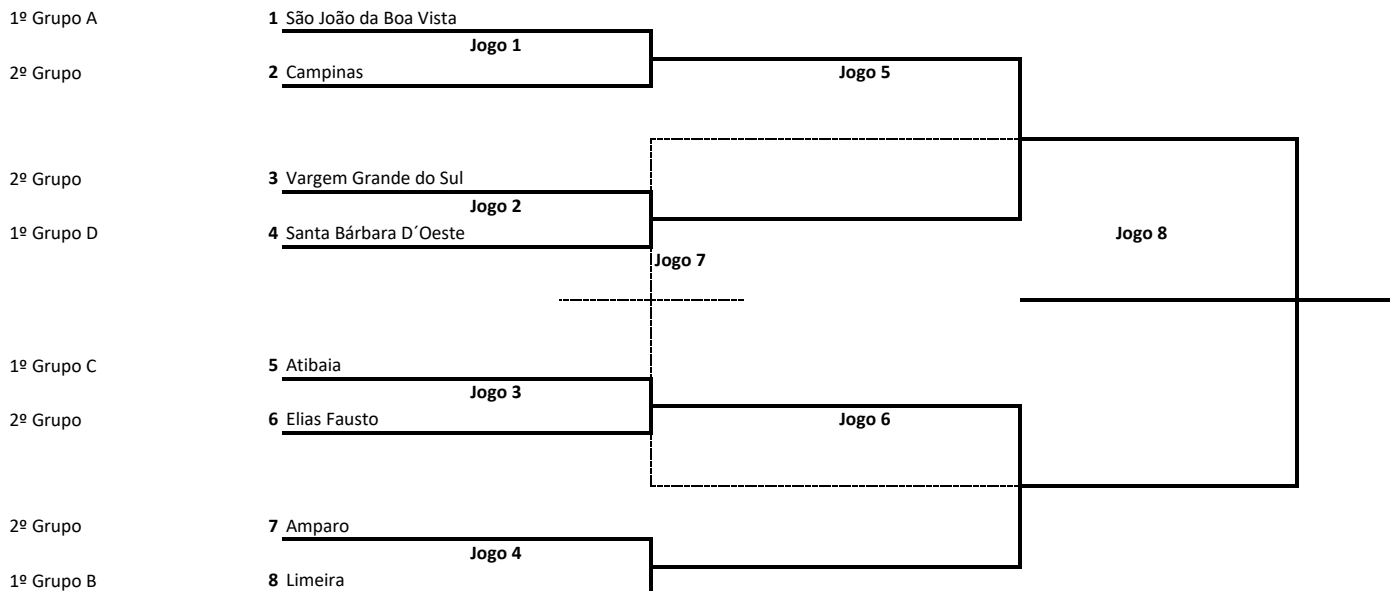 1º Grupo A 1 São João da Boa Vista
Jogo 1
2º Grupo 2 Campinas Jogo 5
2º Grupo 3 Vargem Grande do Sul
Jogo 2
1º Grupo D 4 Santa Bárbara D´Oeste Jogo 8
Jogo 7
1º Grupo C 5 Atibaia
Jogo 3
2º Grupo 6 Elias Fausto Jogo 6
2º Grupo 7 Amparo
Jogo 4
1º Grupo B 8 Limeira